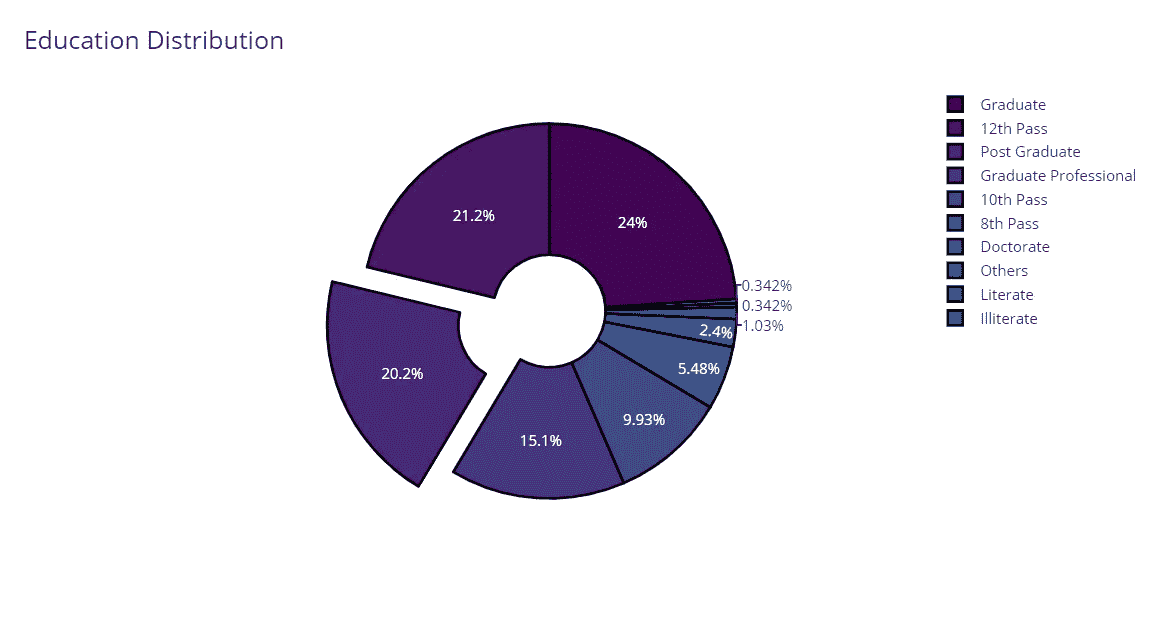 Education Distribution
Graduate
12th Pass
Post Graduate
Graduate Professional
10th Pass
8th Pass
Doctorate
Others
Literate
Illiterate
21.2%
24%
0.342%
0.342%
1.03%
2.4%
5.48%
20.2%
9.93%
15.1%